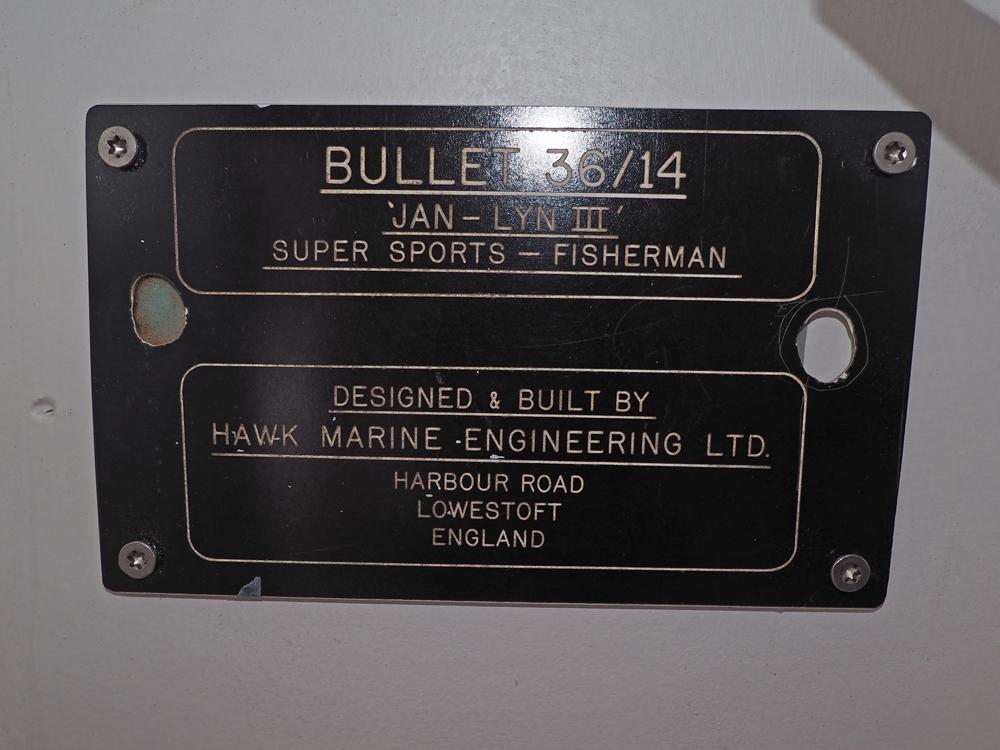 BULLET 36/14
'JAN - LYN III'
SUPER SPORTS - FISHERMAN
DESIGNED & BUILT BY
HAWK MARINE ENGINEERING LTD.
HARBOUR ROAD
LOWESTOFT
ENGLAND